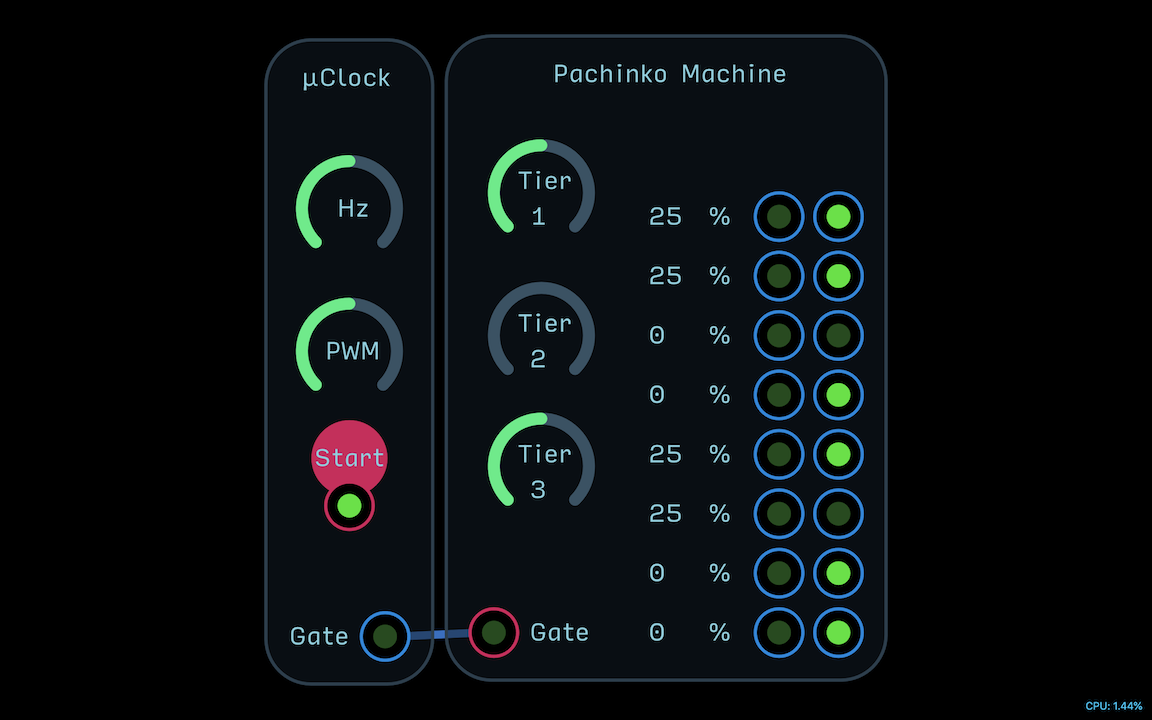 µClock
Hz
PWM
Start
Gate
Pachinko Machine
Tier
1
Tier
2
Tier
3
Gate
25 %
25 %
0 %
0 %
25 %
25 %
0 %
0 %
CPU: 1.44%